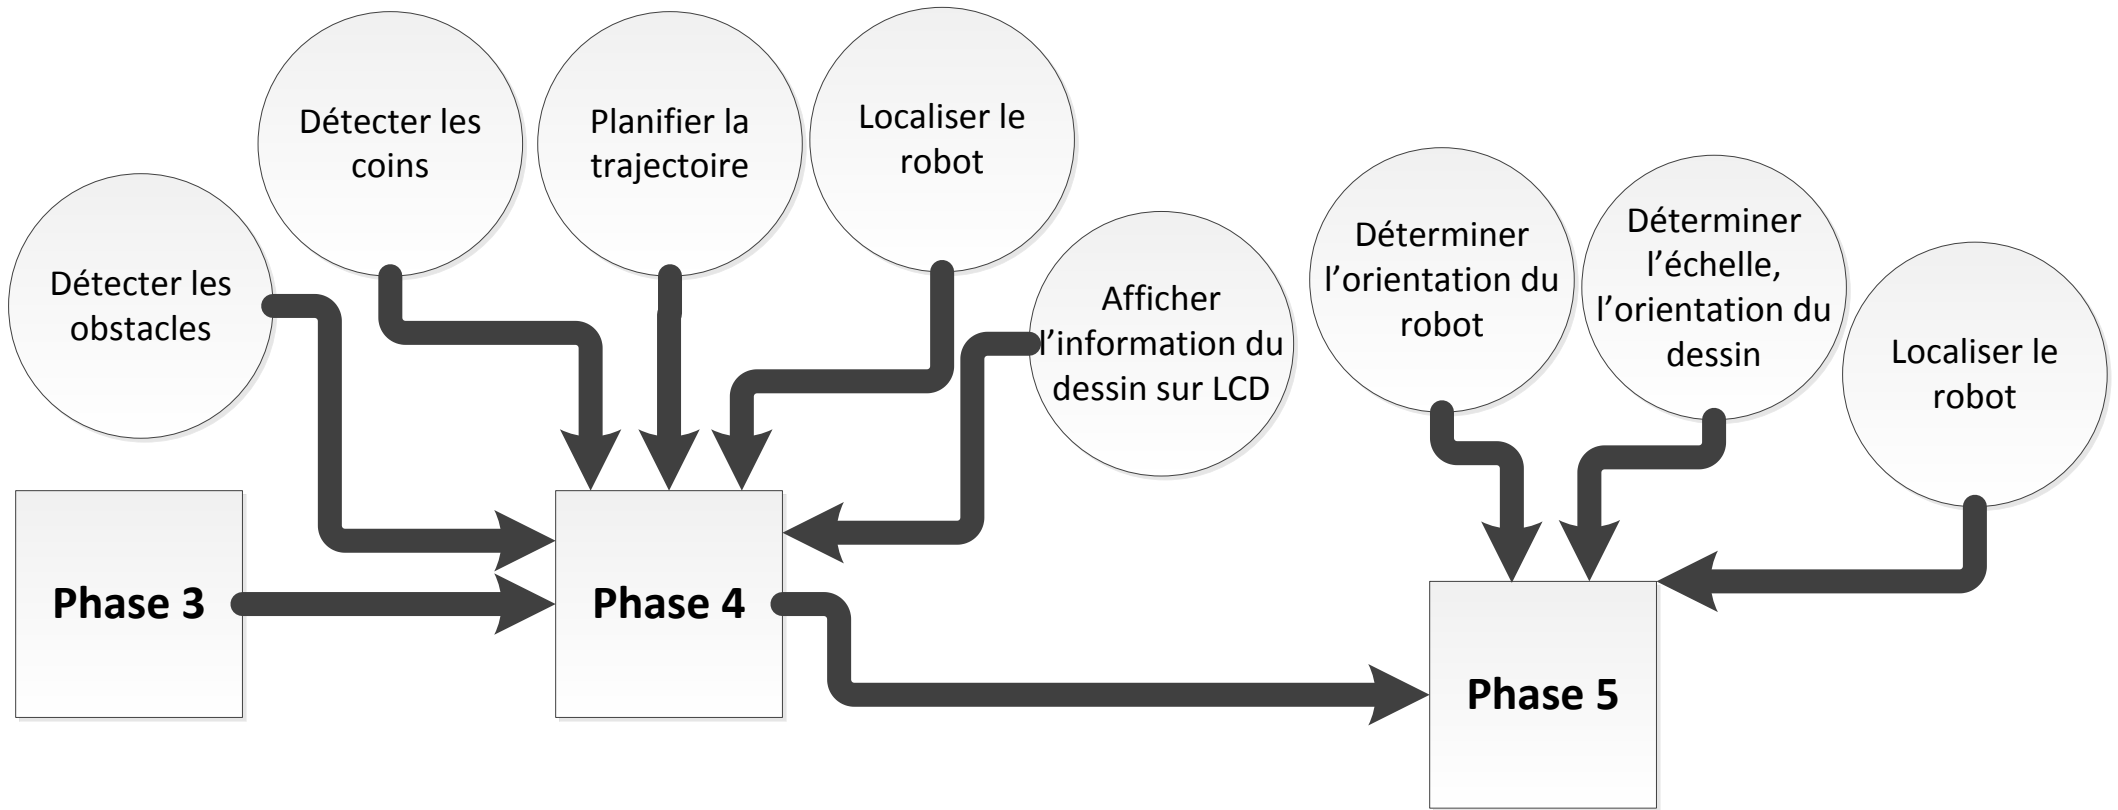 Détecter les
coins
Planifier la
trajectoire
Localiser le
robot
Détecter les
obstacles
Afficher
l’information du
dessin sur LCD
Déterminer
l’orientation du
robot
Déterminer
l’échelle,
l’orientation du
dessin
Localiser le
robot
Phase 3
Phase 4
Phase 5